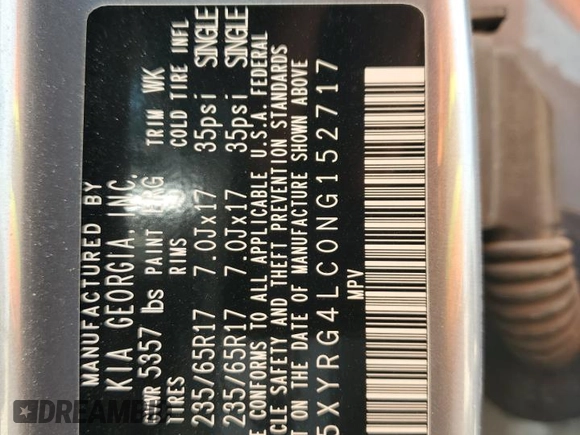 MANUFACTURED BY
KIA GEORGIA, INC.
GVWR 5357 lbs PAINT TRIM WK
TIRES RIMS COLD TIRE INFL
235/65R17 7.0Jx17 35psi SINGLE
235/65R17 7.0Jx17 35psi SINGLE
CONFORMS TO ALL APPLICABLE U.S.A. FEDERAL
VEHICLE SAFETY AND THEFT PREVENTION STANDARDS
ON THE DATE OF MANUFACTURE SHOWN ABOVE
5XYRG4LC0NG152717
MPV
DREAMBID